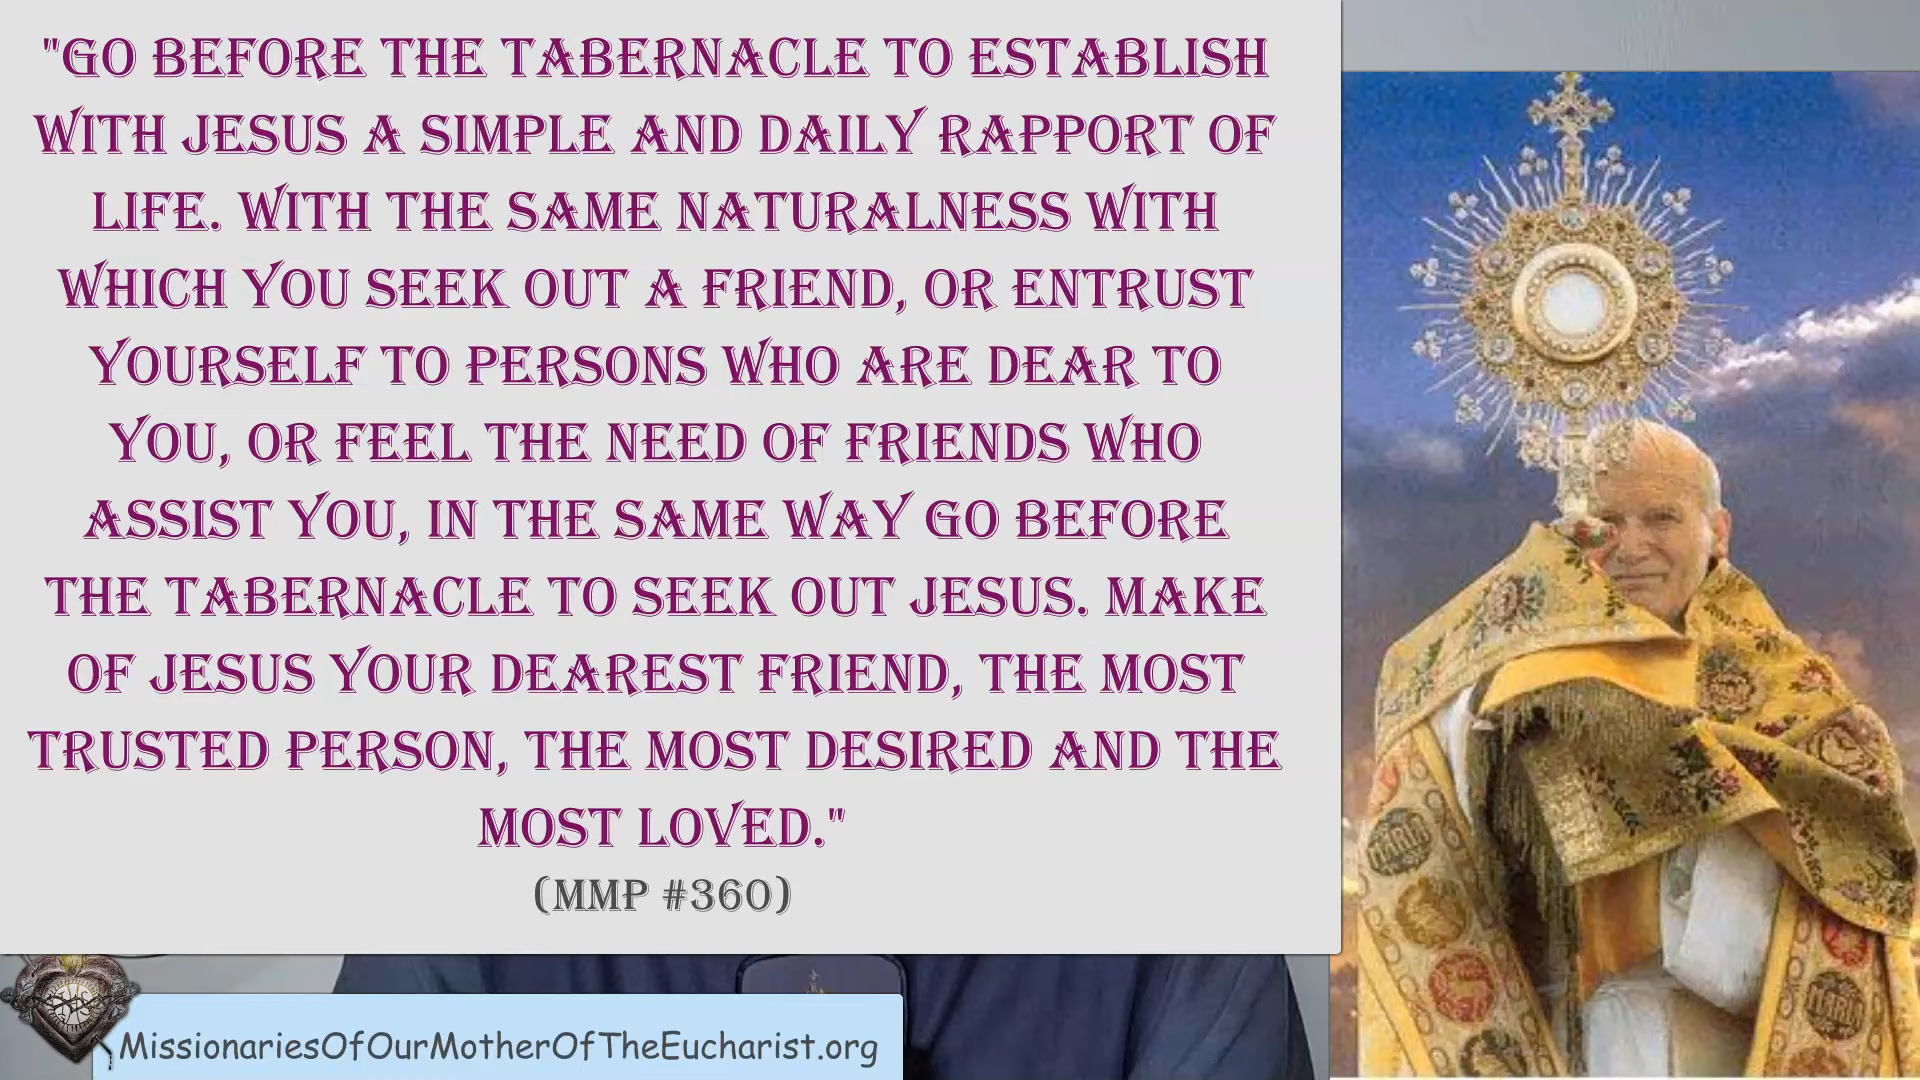 "GO BEFORE THE TABERNACLE TO ESTABLISH
WITH JESUS A SIMPLE AND DAILY RAPPORT OF
LIFE. WITH THE SAME NATURALNESS WITH
WHICH YOU SEEK OUT A FRIEND, OR ENTRUST
YOURSELF TO PERSONS WHO ARE DEAR TO
YOU, OR FEEL THE NEED OF FRIENDS WHO
ASSIST YOU, IN THE SAME WAY GO BEFORE
THE TABERNACLE TO SEEK OUT JESUS. MAKE
OF JESUS YOUR DEAREST FRIEND, THE MOST
TRUSTED PERSON, THE MOST DESIRED AND THE
MOST LOVED."
(MMP #360)
MissionariesOfOurMotherOfTheEucharist.org
MARIA
MARIA